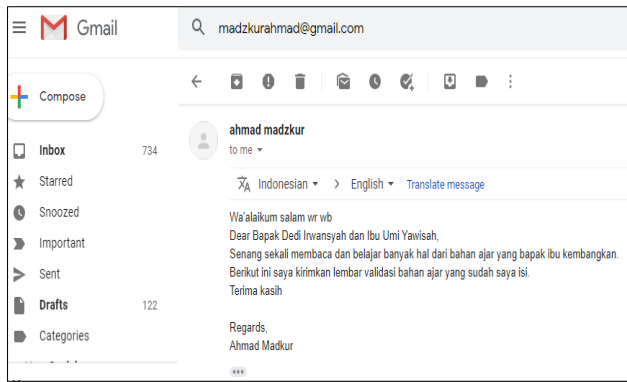 Gmail
madzkurahmad@gmail.com
Compose
Inbox 734
Starred
Snoozed
Important
Sent
Drafts 122
Categories
ahmad madzkur
to me
Indonesian > English Translate message
Wa'alaikum salam wr wb
Dear Bapak Dedi Irwansyah dan Ibu Umi Yawisah,
Senang sekali membaca dan belajar banyak hal dari bahan ajar yang bapak ibu kembangkan.
Berikut ini saya kirimkan lembar validasi bahan ajar yang sudah saya isi.
Terima kasih
Regards,
Ahmad Madkur